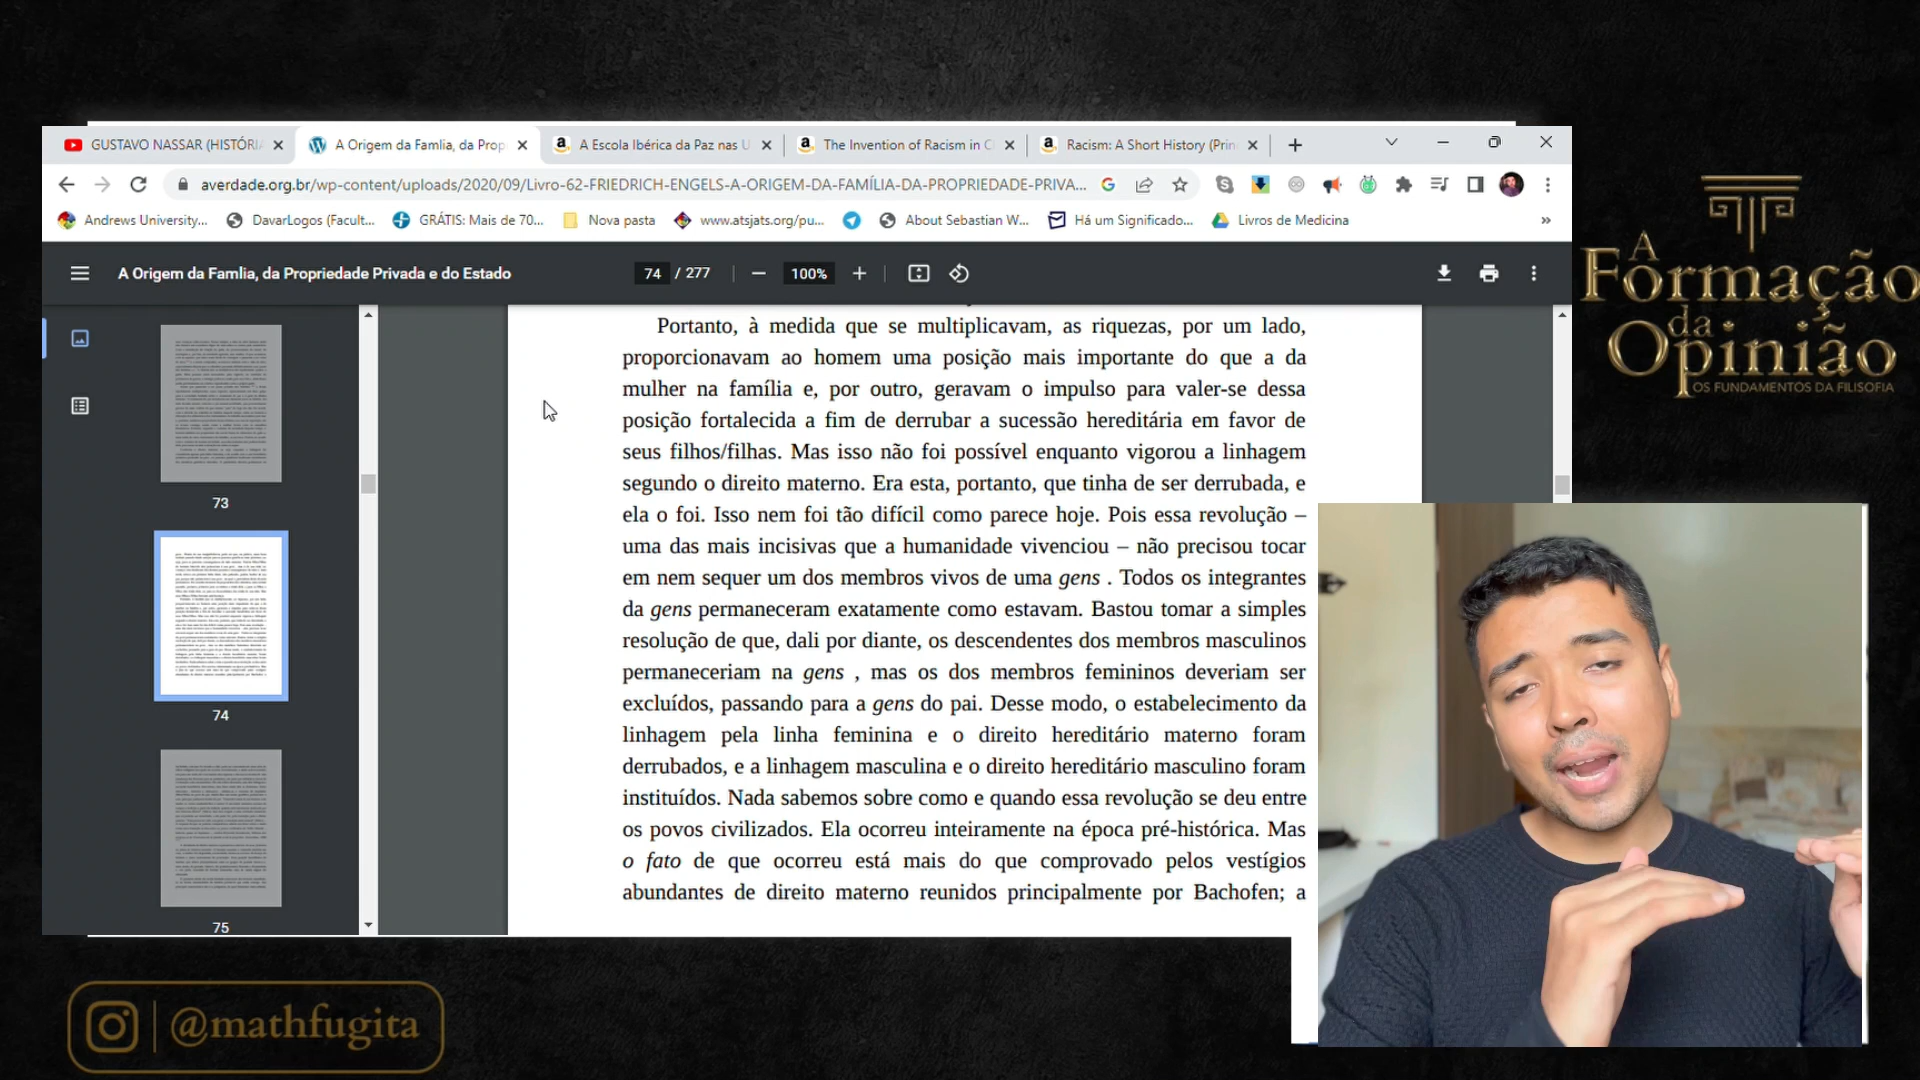 GUSTAVO NASSAR (HISTÓRI
A Origem da Famlia, da Prop
A Escola Ibérica da Paz nas U
The Invention of Racism in C
Racism: A Short History (Prin
averdade.org.br/wp-content/uploads/2020/09/Livro-62-FRIEDRICH-ENGELS-A-ORIGEM-DA-FAMÍLIA-DA-PROPRIEDADE-PRIVA...
Andrews University...
DavarLogos (Facult...
GRÁTIS: Mais de 70...
Nova pasta
www.atsjats.org/pu...
About Sebastian W...
Há um Significado...
Livros de Medicina
A Origem da Famlia, da Propriedade Privada e do Estado
74 / 277
100%
73
74
75
Portanto, à medida que se multiplicavam, as riquezas, por um lado,
proporcionavam ao homem uma posição mais importante do que a da
mulher na família e, por outro, geravam o impulso para valer-se dessa
posição fortalecida a fim de derrubar a sucessão hereditária em favor de
seus filhos/filhas. Mas isso não foi possível enquanto vigorou a linhagem
segundo o direito materno. Era esta, portanto, que tinha de ser derrubada, e
ela o foi. Isso nem foi tão difícil como parece hoje. Pois essa revolução –
uma das mais incisivas que a humanidade vivenciou – não precisou tocar
em nem sequer um dos membros vivos de uma gens . Todos os integrantes
da gens permaneceram exatamente como estavam. Bastou tomar a simples
resolução de que, dali por diante, os descendentes dos membros masculinos
permaneceriam na gens , mas os dos membros femininos deveriam ser
excluídos, passando para a gens do pai. Desse modo, o estabelecimento da
linhagem pela linha feminina e o direito hereditário materno foram
derrubados, e a linhagem masculina e o direito hereditário masculino foram
instituídos. Nada sabemos sobre como e quando essa revolução se deu entre
os povos civilizados. Ela ocorreu inteiramente na época pré-histórica. Mas
o fato de que ocorreu está mais do que comprovado pelos vestígios
abundantes de direito materno reunidos principalmente por Bachofen; a
A
Formação
da
Opinião
OS FUNDAMENTOS DA FILISOFIA
@mathfugita